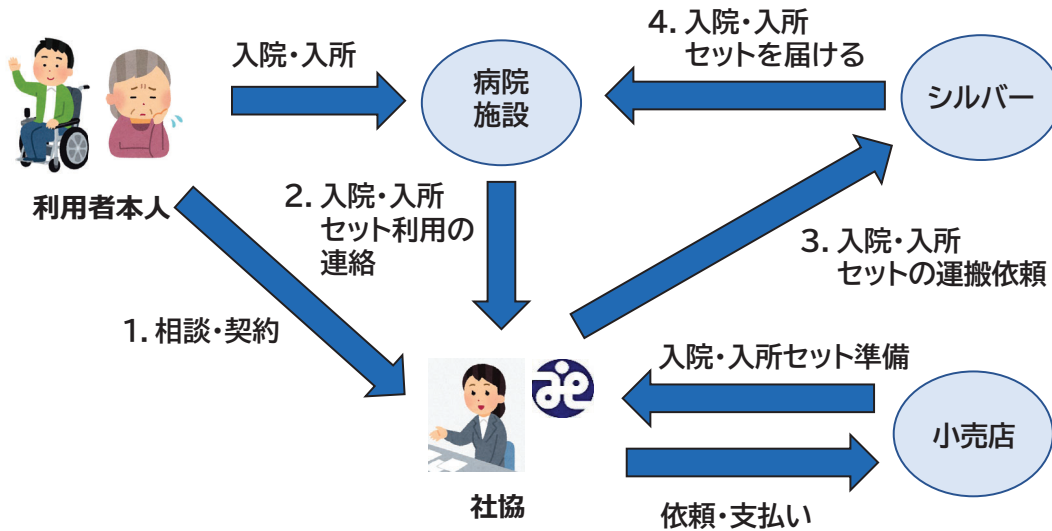 入院・入所
病院
施設
4. 入院・入所
セットを届ける
シルバー
利用者本人
2. 入院・入所
セット利用の
連絡
3. 入院・入所
セットの運搬依頼
1. 相談・契約
入院・入所セット準備
小売店
社協
依頼・支払い